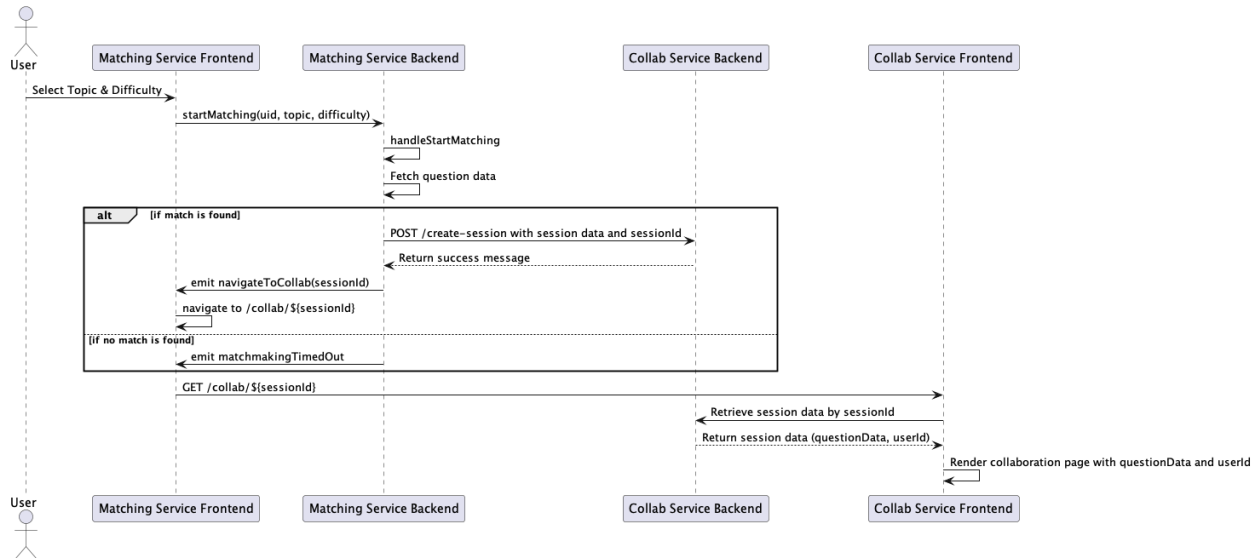 User
Matching Service Frontend
Matching Service Backend
Collab Service Backend
Collab Service Frontend
Select Topic & Difficulty
startMatching(uid, topic, difficulty)
handleStartMatching
Fetch question data
alt
[if match is found]
POST /create-session with session data and sessionId
Return success message
emit navigateToCollab(sessionId)
navigate to /collab/${sessionId}
[if no match is found]
emit matchmakingTimedOut
GET /collab/${sessionId}
Retrieve session data by sessionId
Return session data (questionData, userId)
Render collaboration page with questionData and userId
User
Matching Service Frontend
Matching Service Backend
Collab Service Backend
Collab Service Frontend